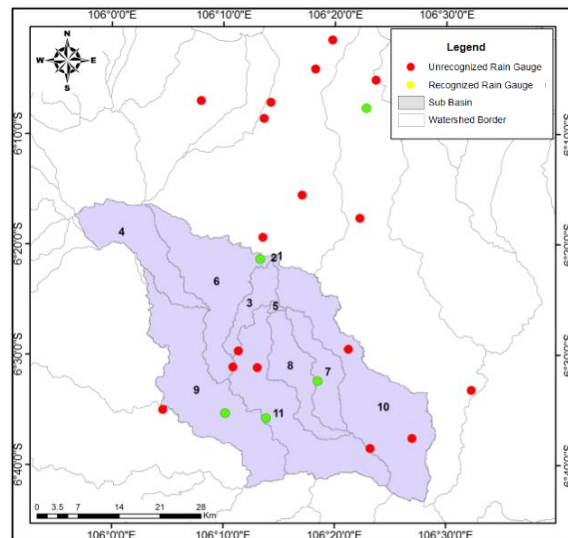 106°0'0"E 106°10'0"E 106°20'0"E 106°30'0"E
N
W E
S
Legend
Unrecognized Rain Gauge
Recognized Rain Gauge
Sub Basin
Watershed Border
6°10'0"S 6°10'0"S
6°20'0"S 6°20'0"S
6°30'0"S 6°30'0"S
6°40'0"S 6°40'0"S
4
21
6
3
5
8
7
9
10
11
0 3.5 7 14 21 28
Km
106°0'0"E 106°10'0"E 106°20'0"E 106°30'0"E